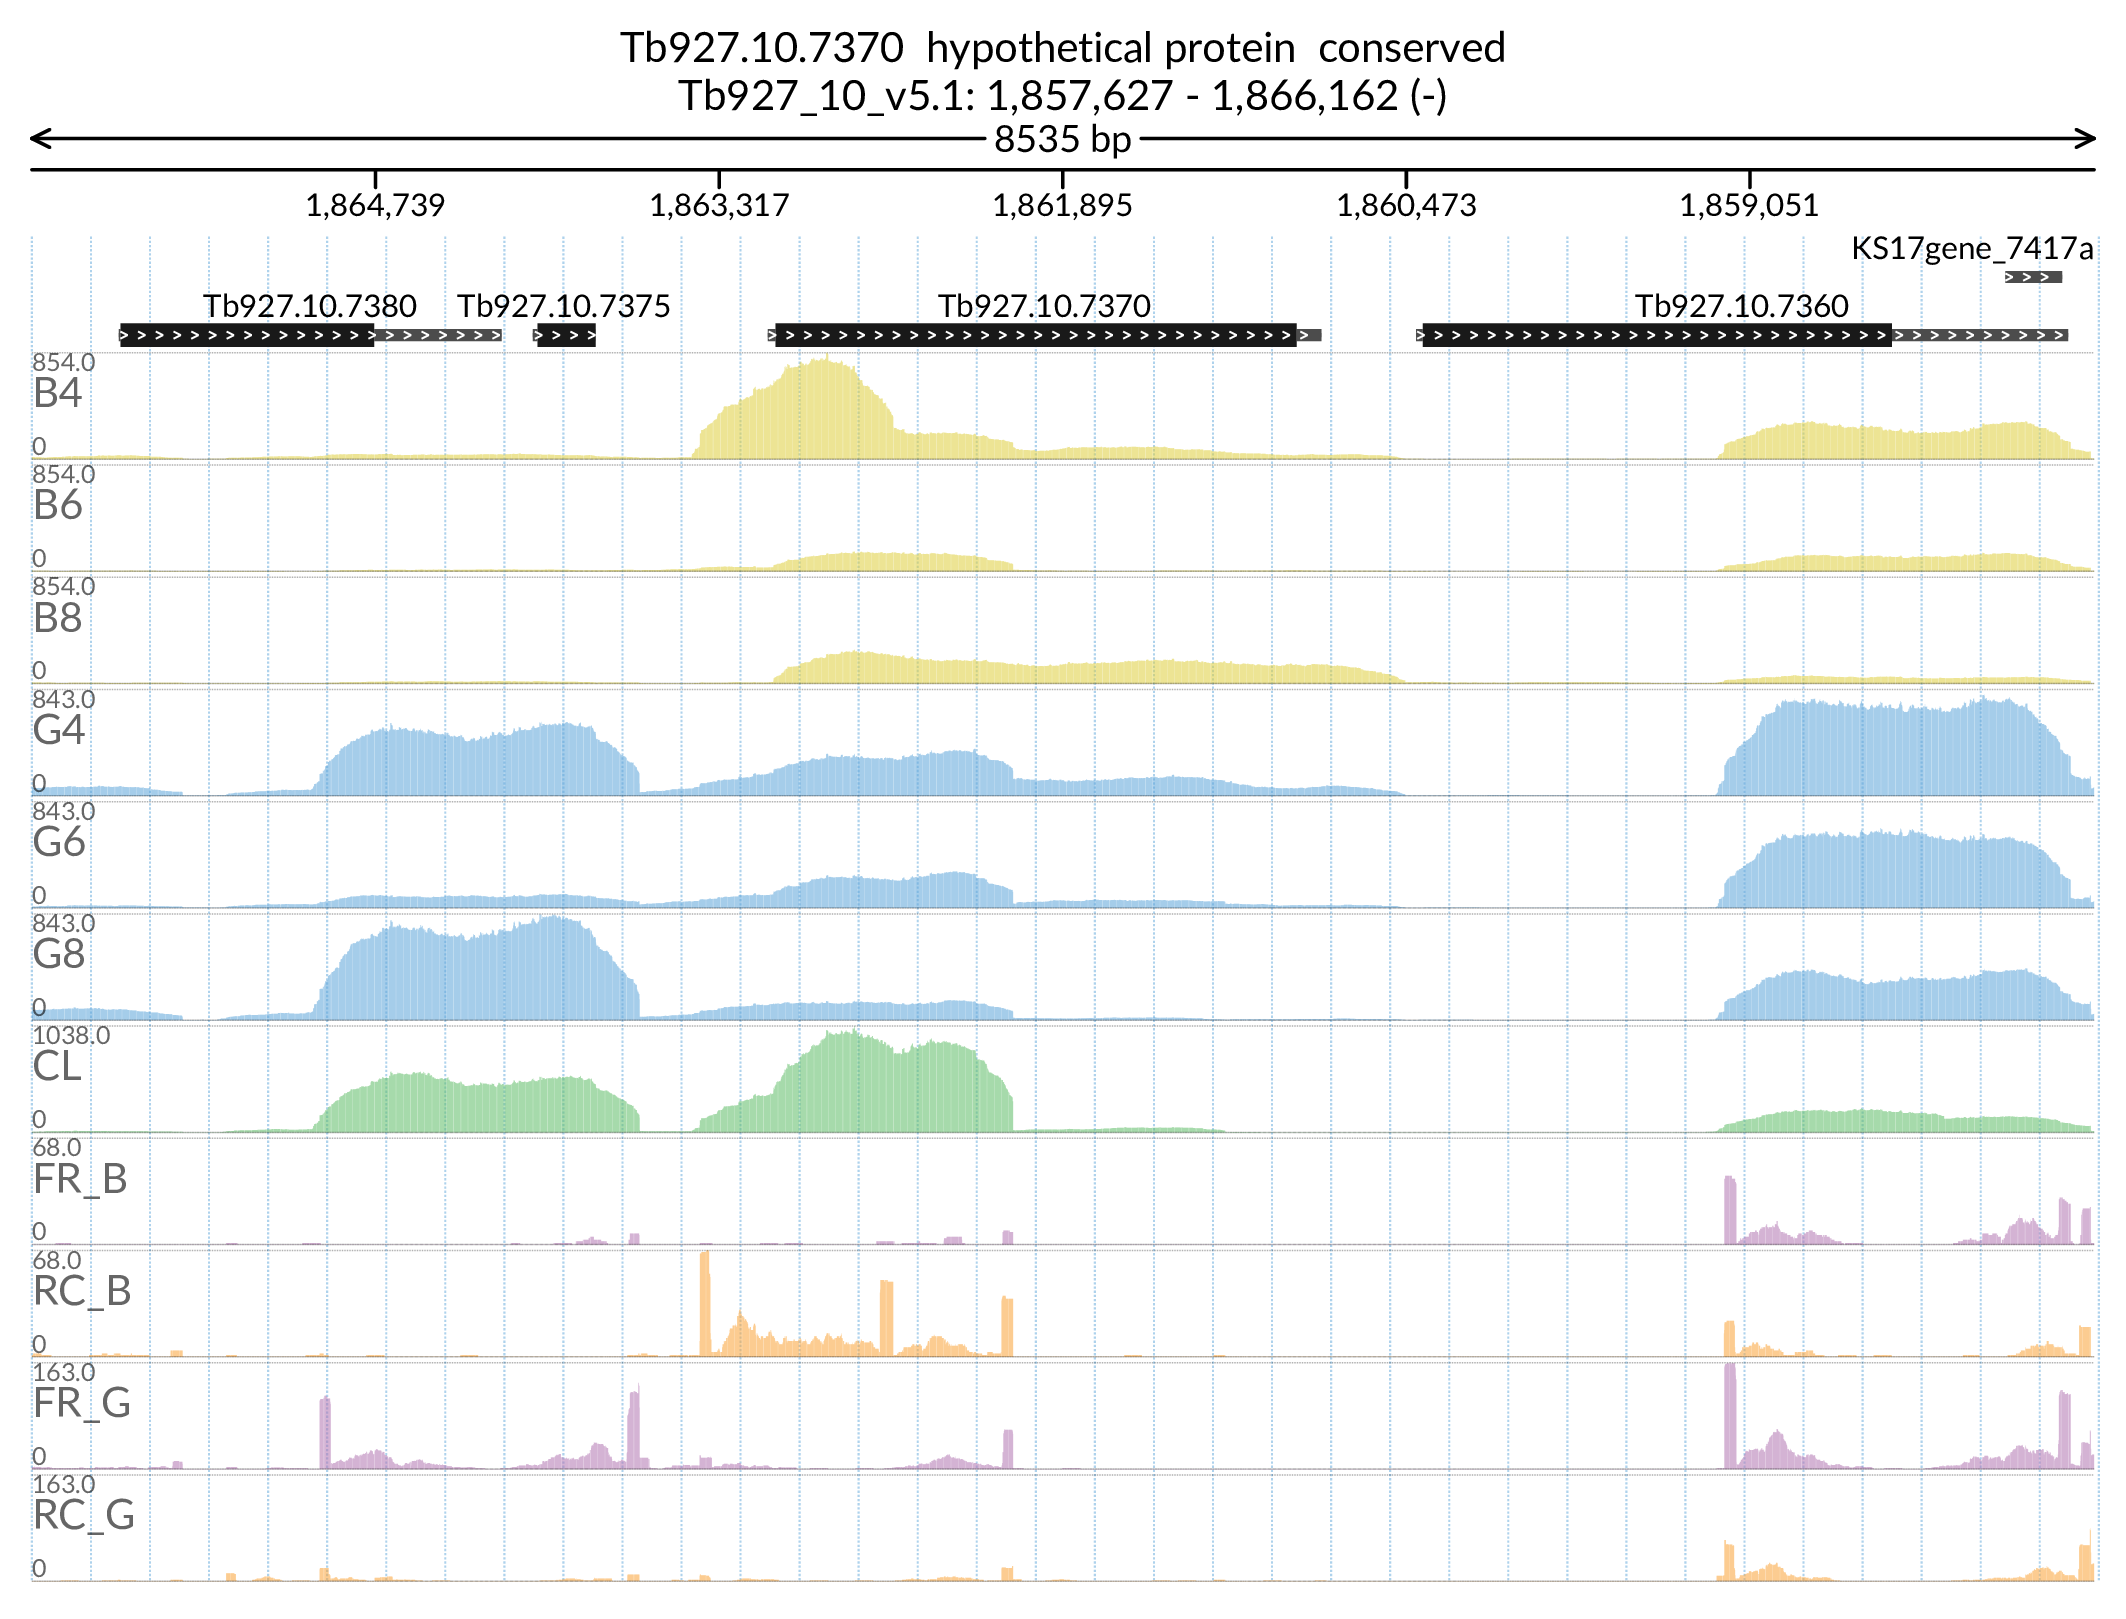 Tb927.10.7370 hypothetical protein conserved
Tb927_10_v5.1: 1,857,627 - 1,866,162 (-)
8535 bp
1,864,739 1,863,317 1,861,895 1,860,473 1,859,051
KS17gene_7417a
Tb927.10.7380 Tb927.10.7375 Tb927.10.7370 Tb927.10.7360
854.0
B4
0
854.0
B6
0
854.0
B8
0
843.0
G4
0
843.0
G6
0
843.0
G8
0
1038.0
CL
0
68.0
FR_B
0
68.0
RC_B
0
163.0
FR_G
0
163.0
RC_G
0